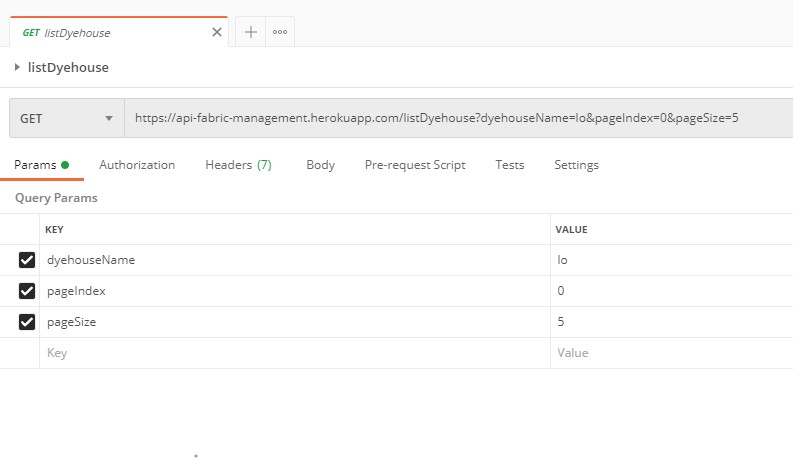 GET listDyehouse
listDyehouse
GET https://api-fabric-management.herokuapp.com/listDyehouse?dyehouseName=lo&pageIndex=0&pageSize=5
Params Authorization Headers (7) Body Pre-request Script Tests Settings
Query Params
KEY VALUE
dyehouseName lo
pageIndex 0
pageSize 5
Key Value